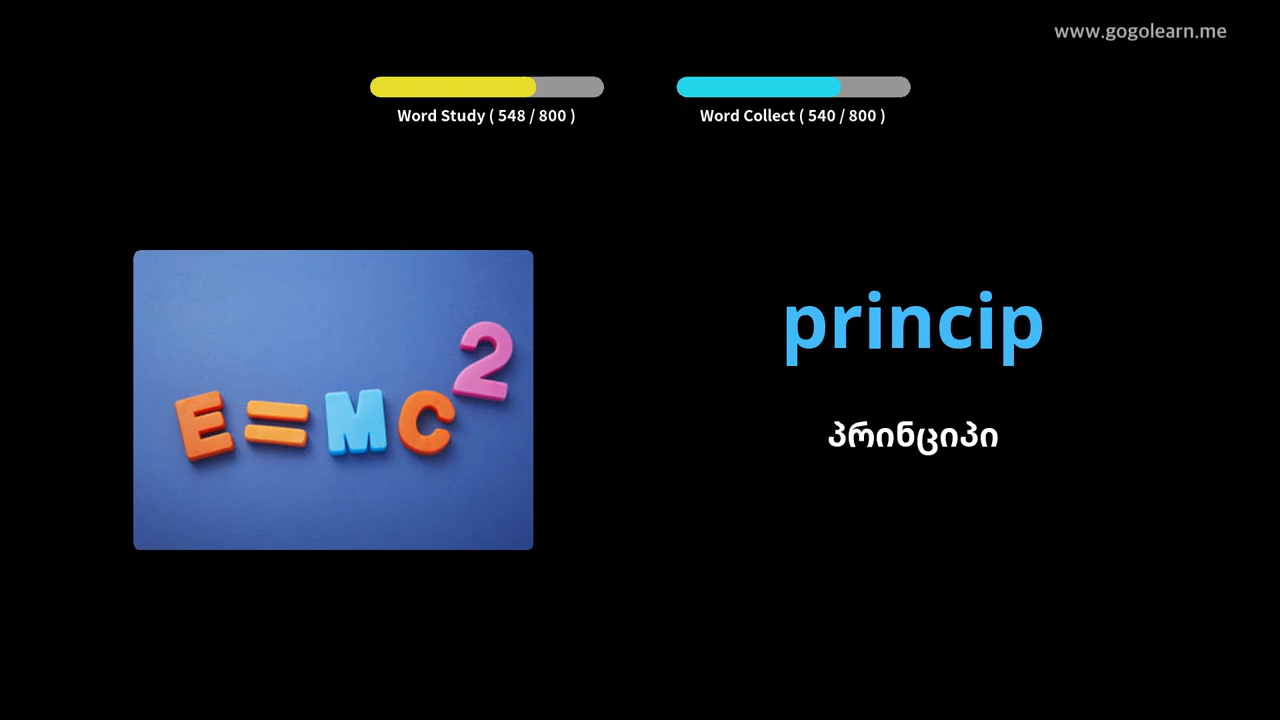 www.gogolearn.me
Word Study ( 548 / 800 )
Word Collect ( 540 / 800 )
E=MC2
princip
პრინციპი